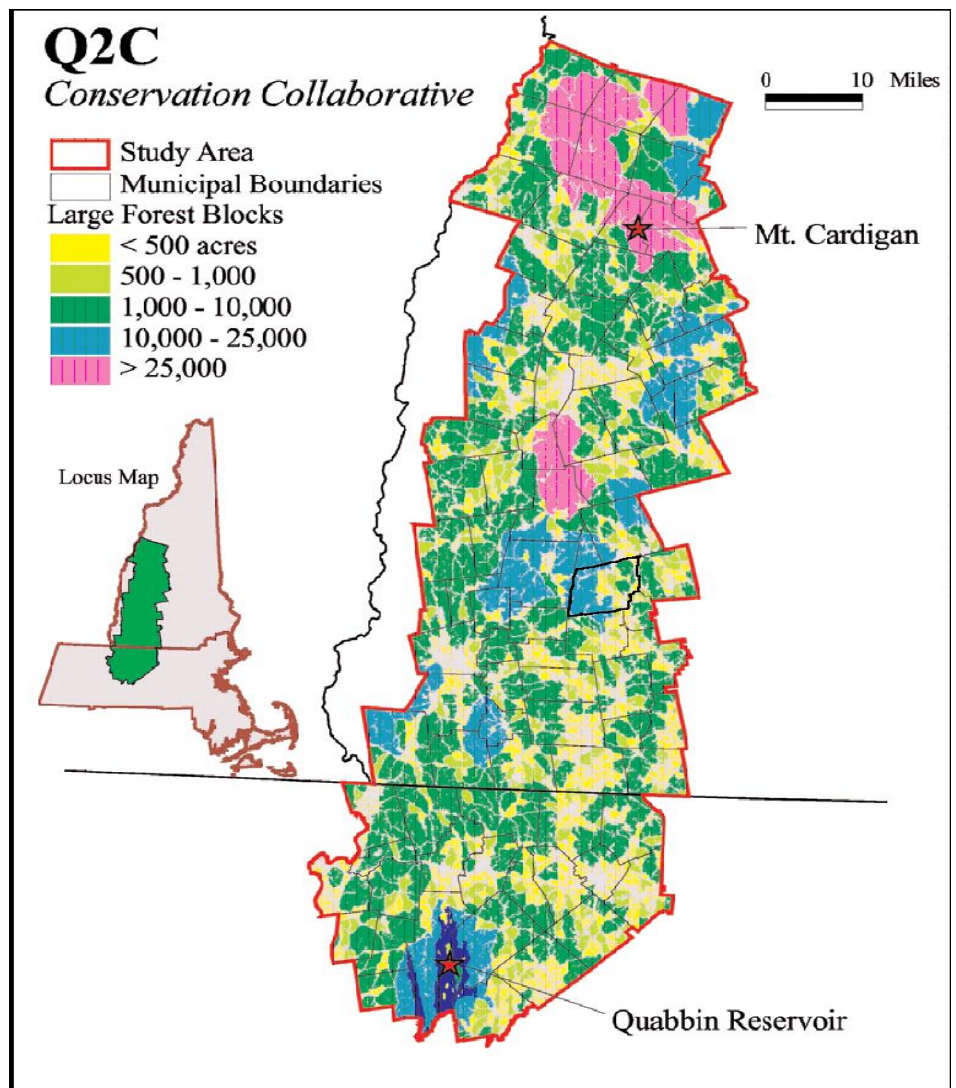 Q2C
Conservation Collaborative
0 10 Miles
Study Area
Municipal Boundaries
Large Forest Blocks
< 500 acres
500 - 1,000
1,000 - 10,000
10,000 - 25,000
> 25,000
Mt. Cardigan
Locus Map
Quabbin Reservoir